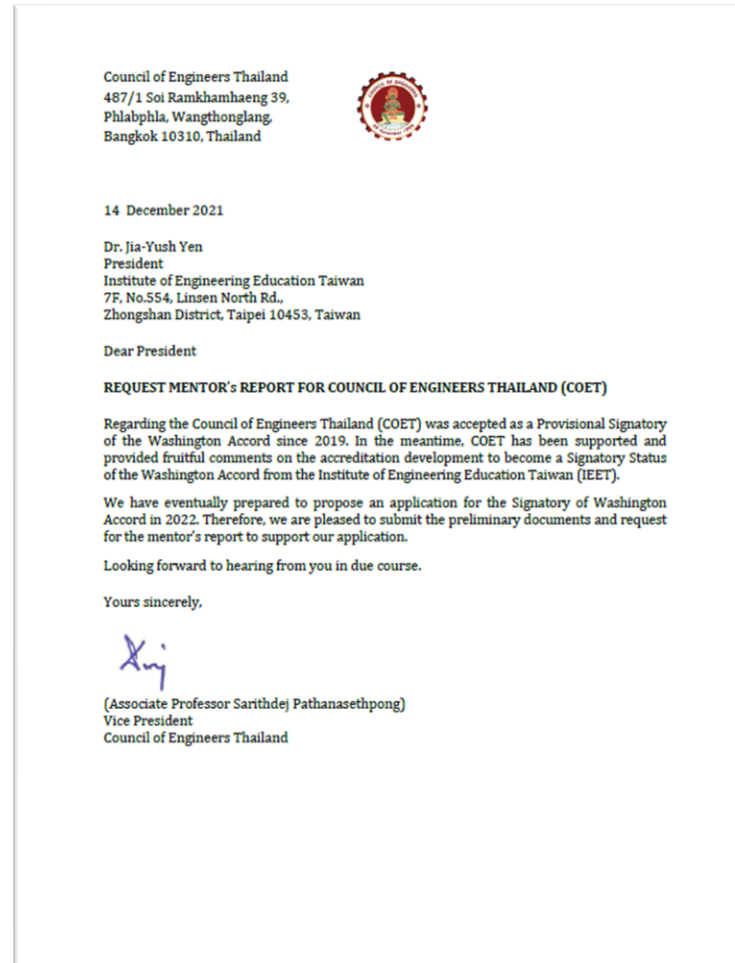 Council of Engineers Thailand
487/1 Soi Ramkhamhaeng 39,
Phlabphla, Wangthonglang,
Bangkok 10310, Thailand
COUNCIL OF ENGINEERS
14 December 2021
Dr. Jia-Yush Yen
President
Institute of Engineering Education Taiwan
7F, No.554, Linsen North Rd.,
Zhongshan District, Taipei 10453, Taiwan
Dear President
REQUEST MENTOR's REPORT FOR COUNCIL OF ENGINEERS THAILAND (COET)
Regarding the Council of Engineers Thailand (COET) was accepted as a Provisional Signatory
of the Washington Accord since 2019. In the meantime, COET has been supported and
provided fruitful comments on the accreditation development to become a Signatory Status
of the Washington Accord from the Institute of Engineering Education Taiwan (IEET).
We have eventually prepared to propose an application for the Signatory of Washington
Accord in 2022. Therefore, we are pleased to submit the preliminary documents and request
for the mentor's report to support our application.
Looking forward to hearing from you in due course.
Yours sincerely,
(Associate Professor Sarithdej Pathanasethpong)
Vice President
Council of Engineers Thailand